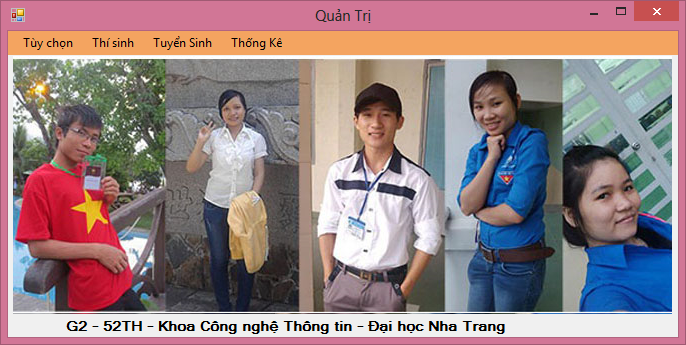 Quản Trị
Tùy chọn Thí sinh Tuyển Sinh Thống Kê
G2 - 52TH - Khoa Công nghệ Thông tin - Đại học Nha Trang